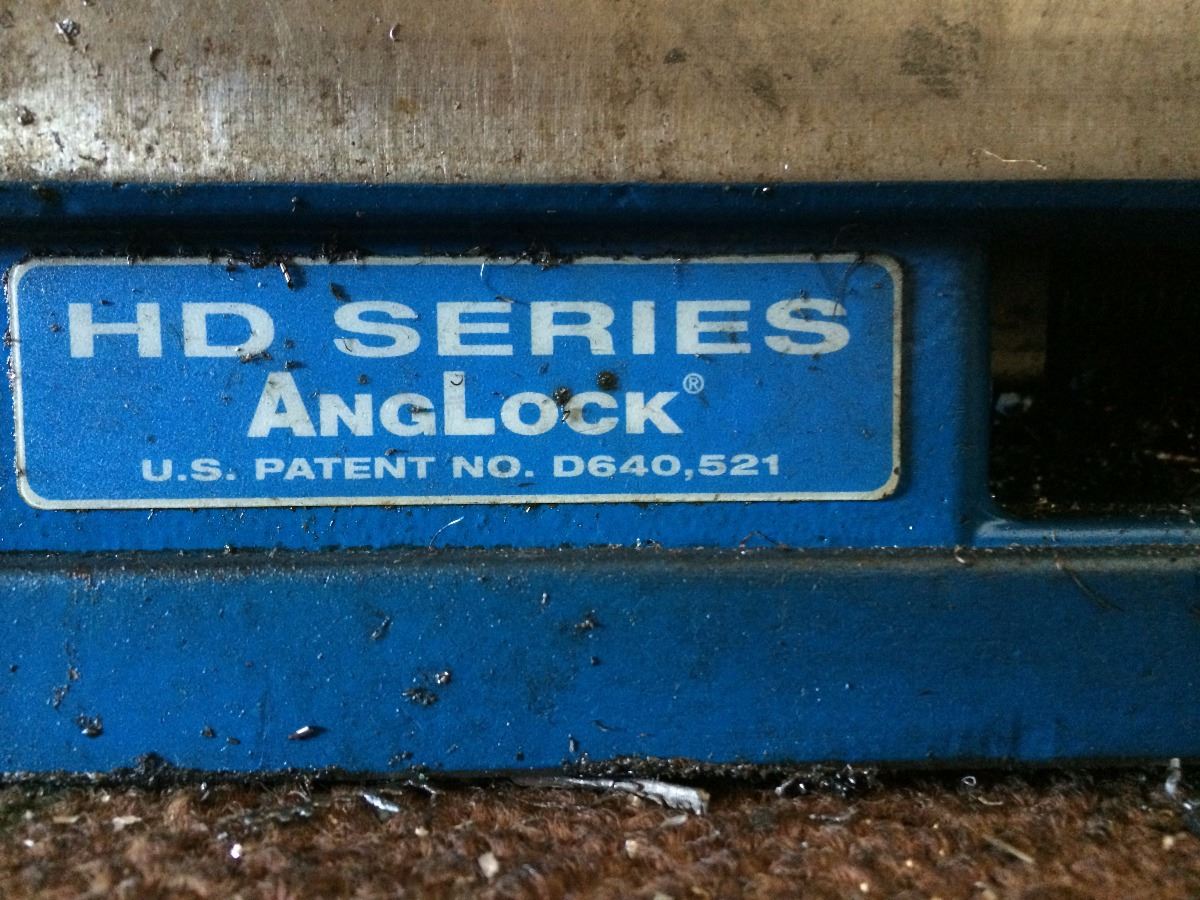 HD SERIES
ANGLOCK®
U.S. PATENT NO. D640,521